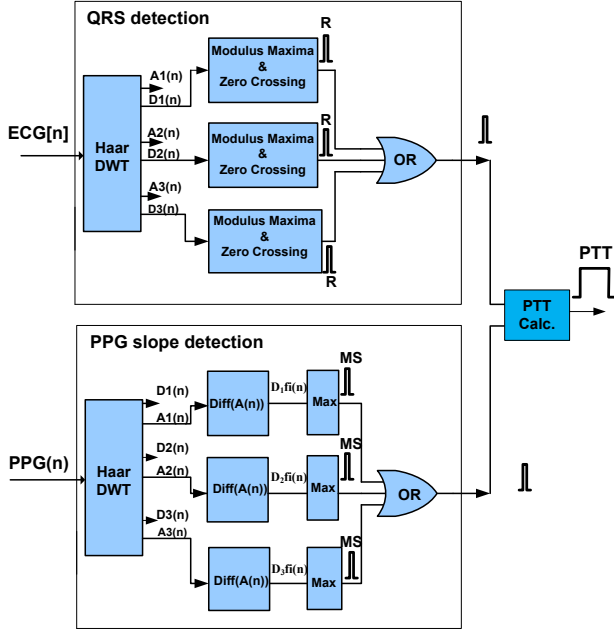 QRS detection
ECG[n]
Haar
DWT
A1(n)
D1(n)
A2(n)
D2(n)
A3(n)
D3(n)
Modulus Maxima
&
Zero Crossing
R
Modulus Maxima
&
Zero Crossing
R
Modulus Maxima
&
Zero Crossing
R
OR
PTT
Calc.
PTT
PPG slope detection
PPG(n)
Haar
DWT
D1(n)
A1(n)
D2(n)
A2(n)
D3(n)
A3(n)
Diff(A(n))
D₁fi(n)
Max
MS
Diff(A(n))
D₂fi(n)
Max
MS
Diff(A(n))
D₃fi(n)
Max
MS
OR